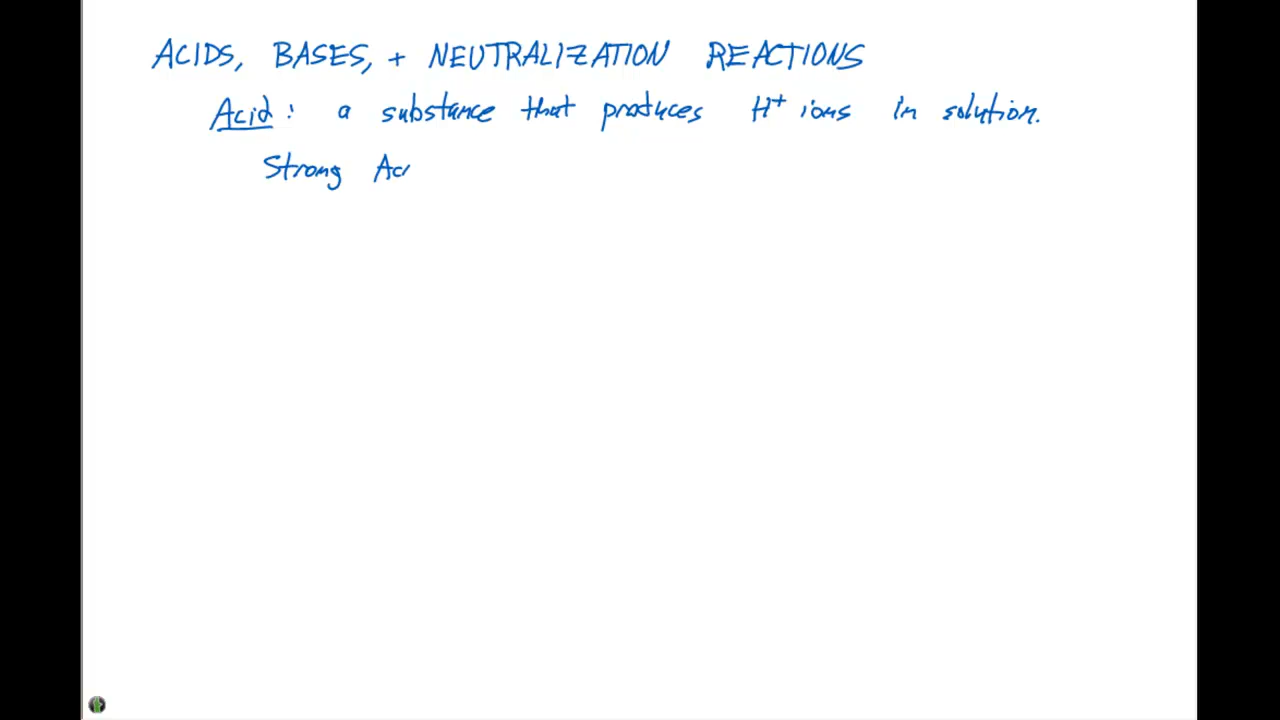 ACIDS, BASES, + NEUTRALIZATION REACTIONS
Acid: a substance that produces H⁺ ions in solution.
Strong Ac